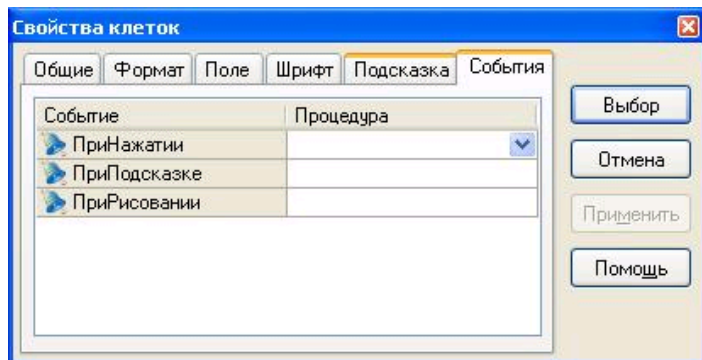 Свойства клеток
Общие Формат Поле Шрифт Подсказка События
Событие Процедура
ПриНажатии
ПриПодсказке
ПриРисовании
Выбор
Отмена
Применить
Помощь